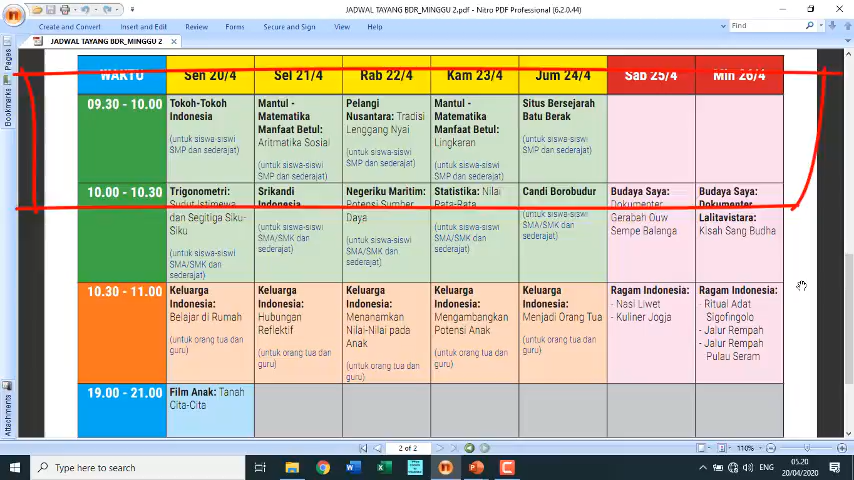 JADWAL TAYANG BDR_MINGGU 2.pdf - Nitro PDF Professional (6.2.0.44)
Create and Convert
Insert and Edit
Review
Forms
Secure and Sign
View
Help
Find
JADWAL TAYANG BDR_MINGGU 2
Pages
Bookmarks
Attachments
WAKTU
Sen 20/4
Sel 21/4
Rab 22/4
Kam 23/4
Jum 24/4
Sab 25/4
Min 26/4
09.30 - 10.00
Tokoh-Tokoh
Indonesia
(untuk siswa-siswi
SMP dan sederajat)
Mantul -
Matematika
Manfaat Betul:
Aritmatika Sosial
(untuk siswa-siswi
SMP dan sederajat)
Pelangi
Nusantara: Tradisi
Lenggang Nyai
(untuk siswa-siswi
SMP dan sederajat)
Mantul -
Matematika
Manfaat Betul:
Lingkaran
(untuk siswa-siswi
SMP dan sederajat)
Situs Bersejarah
Batu Berak
(untuk siswa-siswi
SMP dan sederajat)
10.00 - 10.30
Trigonometri:
Sudut Istimewa
dan Segitiga Siku-
Siku
(untuk siswa-siswi
SMA/SMK dan
sederajat)
Srikandi
Indonesia
(untuk siswa-siswi
SMA/SMK dan
sederajat)
Negeriku Maritim:
Potensi Sumber
Daya
(untuk siswa-siswi
SMA/SMK dan
sederajat)
Statistika: Nilai
Rata-Rata
(untuk siswa-siswi
SMA/SMK dan
sederajat)
Candi Borobudur
(untuk siswa-siswi
SMA/SMK dan
sederajat)
Budaya Saya:
Dokumenter
Gerabah Ouw
Sempe Balanga
Budaya Saya:
Dokumenter
Lalitavistara:
Kisah Sang Budha
10.30 - 11.00
Keluarga
Indonesia:
Belajar di Rumah
(untuk orang tua dan
guru)
Keluarga
Indonesia:
Hubungan
Reflektif
(untuk orang tua dan
guru)
Keluarga
Indonesia:
Menanamkan
Nilai-Nilai pada
Anak
(untuk orang tua dan
guru)
Keluarga
Indonesia:
Mengambangkan
Potensi Anak
(untuk orang tua dan
guru)
Keluarga
Indonesia:
Menjadi Orang Tua
(untuk orang tua dan
guru)
Ragam Indonesia:
- Nasi Liwet
- Kuliner Jogja
Ragam Indonesia:
- Ritual Adat
Sigofingolo
- Jalur Rempah
- Jalur Rempah
Pulau Seram
19.00 - 21.00
Film Anak: Tanah
Cita-Cita
2 of 2
110%
Type here to search
ENG
05.20
20/04/2020